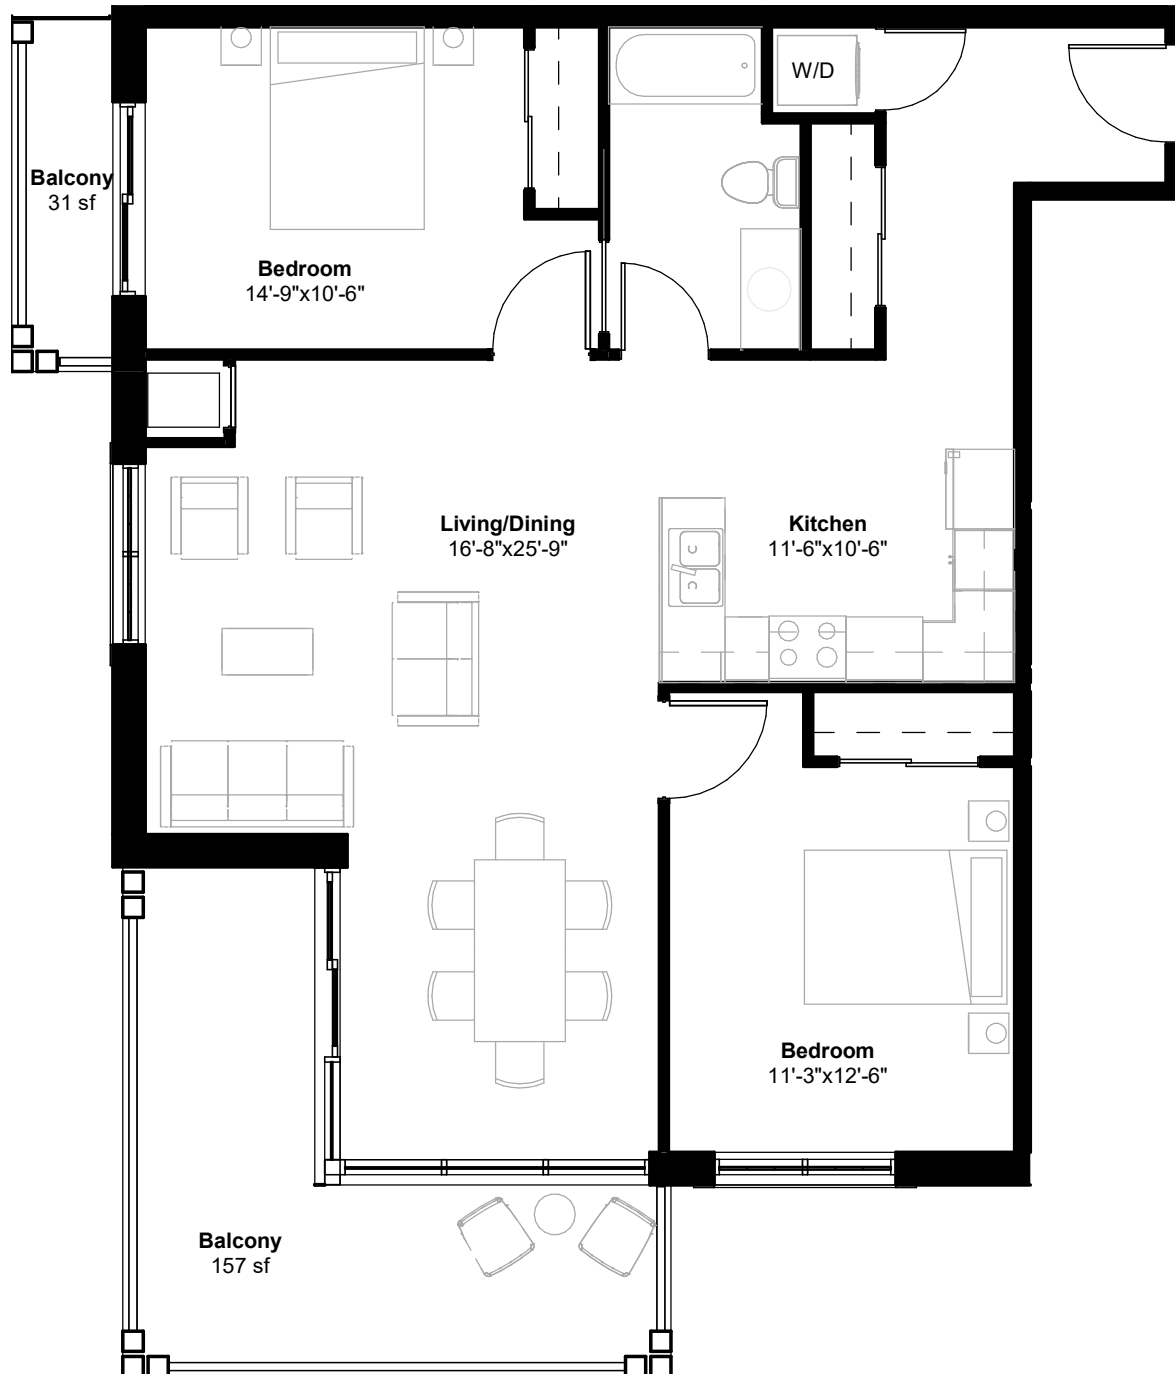 W/D
Balcony
31 sf
Bedroom
14'-9"x10'-6"
Living/Dining
16'-8"x25'-9"
Kitchen
11'-6"x10'-6"
Bedroom
11'-3"x12'-6"
Balcony
157 sf